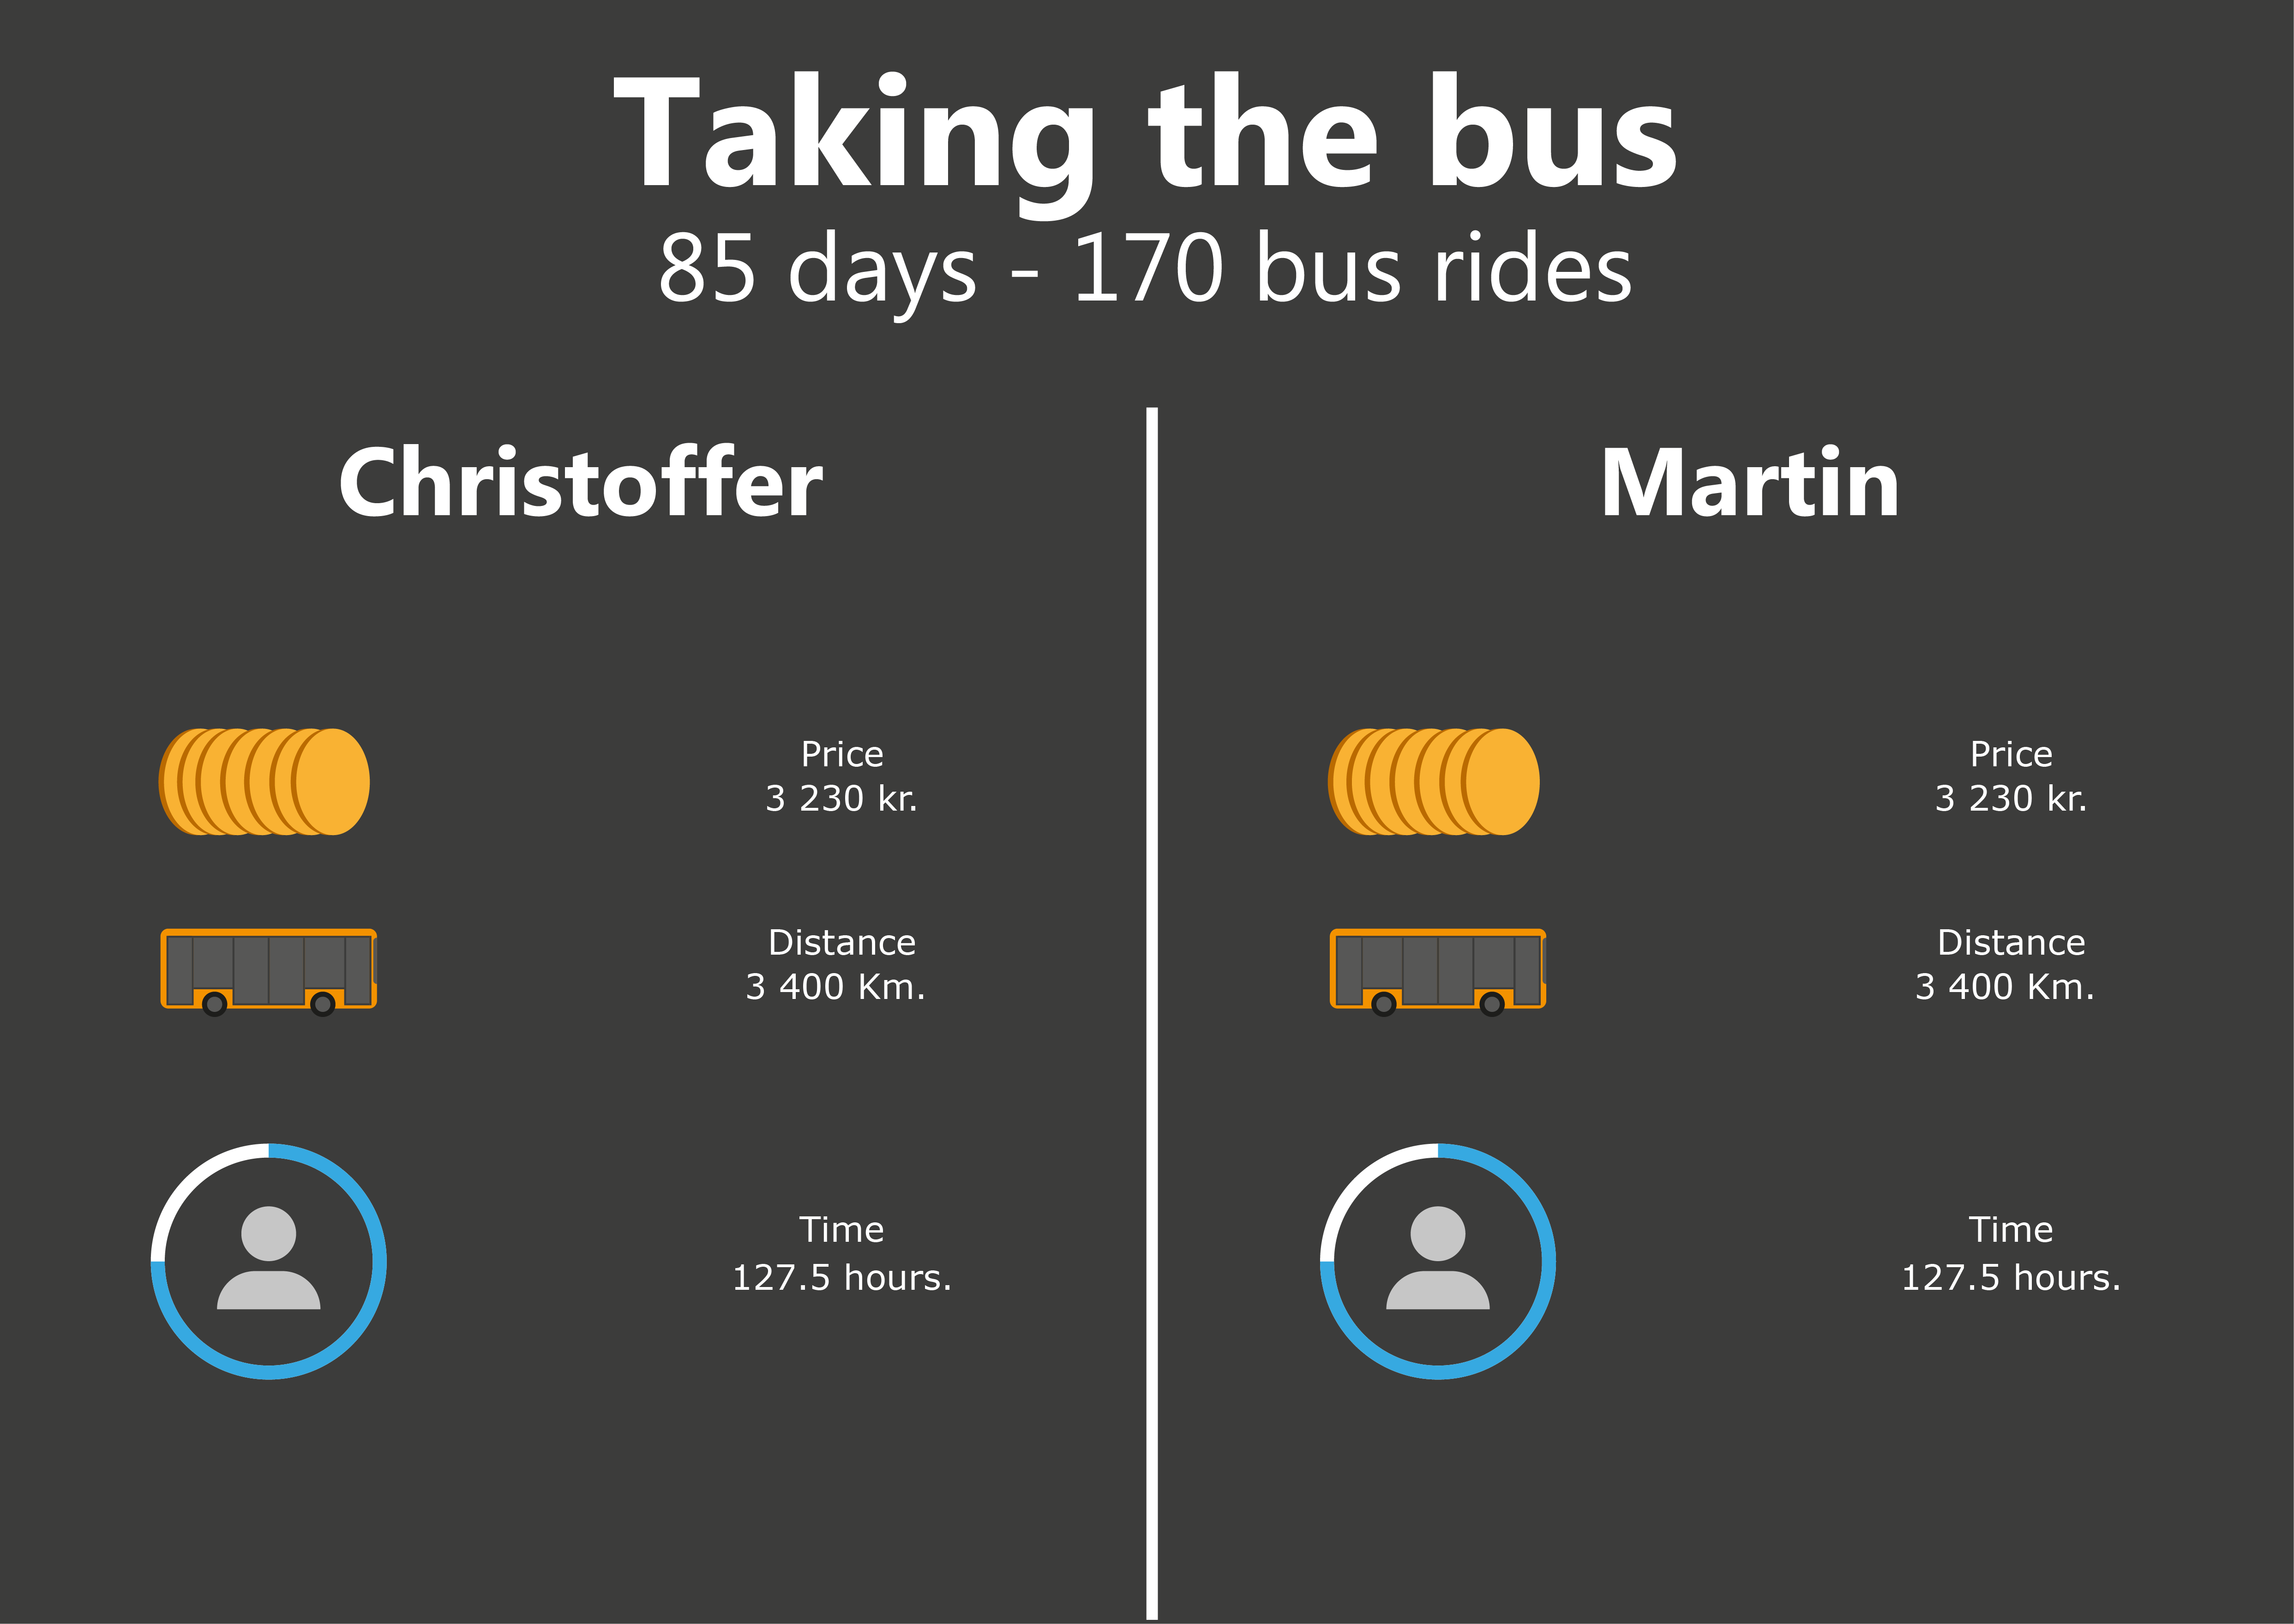 Taking the bus
85 days - 170 bus rides
Christoffer
Price
3 230 kr.
Distance
3 400 Km.
Time
127.5 hours.
Martin
Price
3 230 kr.
Distance
3 400 Km.
Time
127.5 hours.